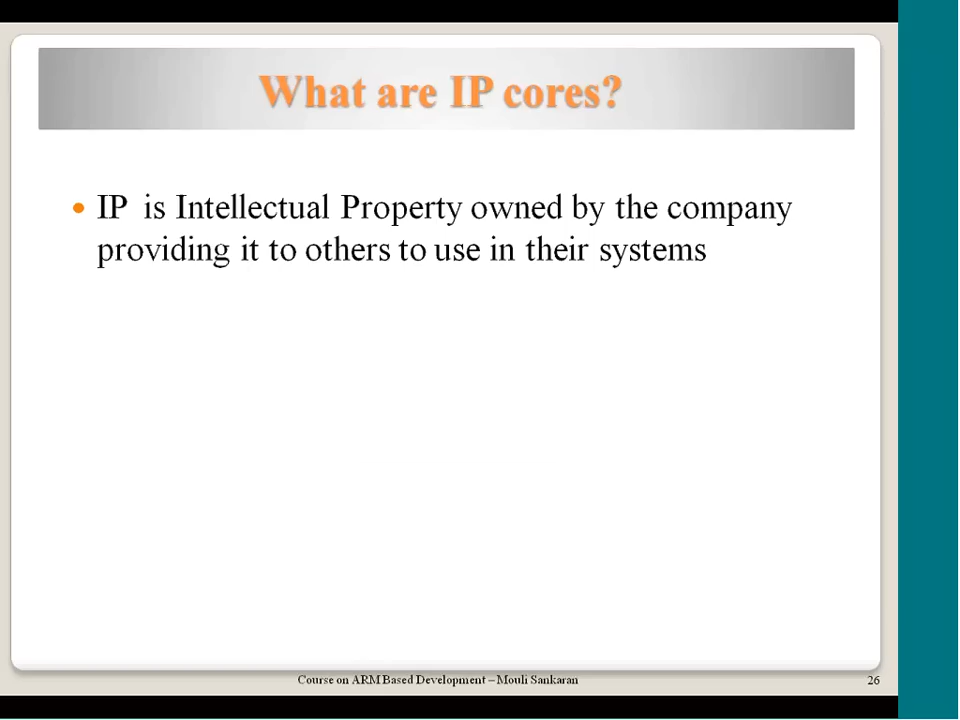 What are IP cores?
• IP is Intellectual Property owned by the company
providing it to others to use in their systems
Course on ARM Based Development – Mouli Sankaran
26